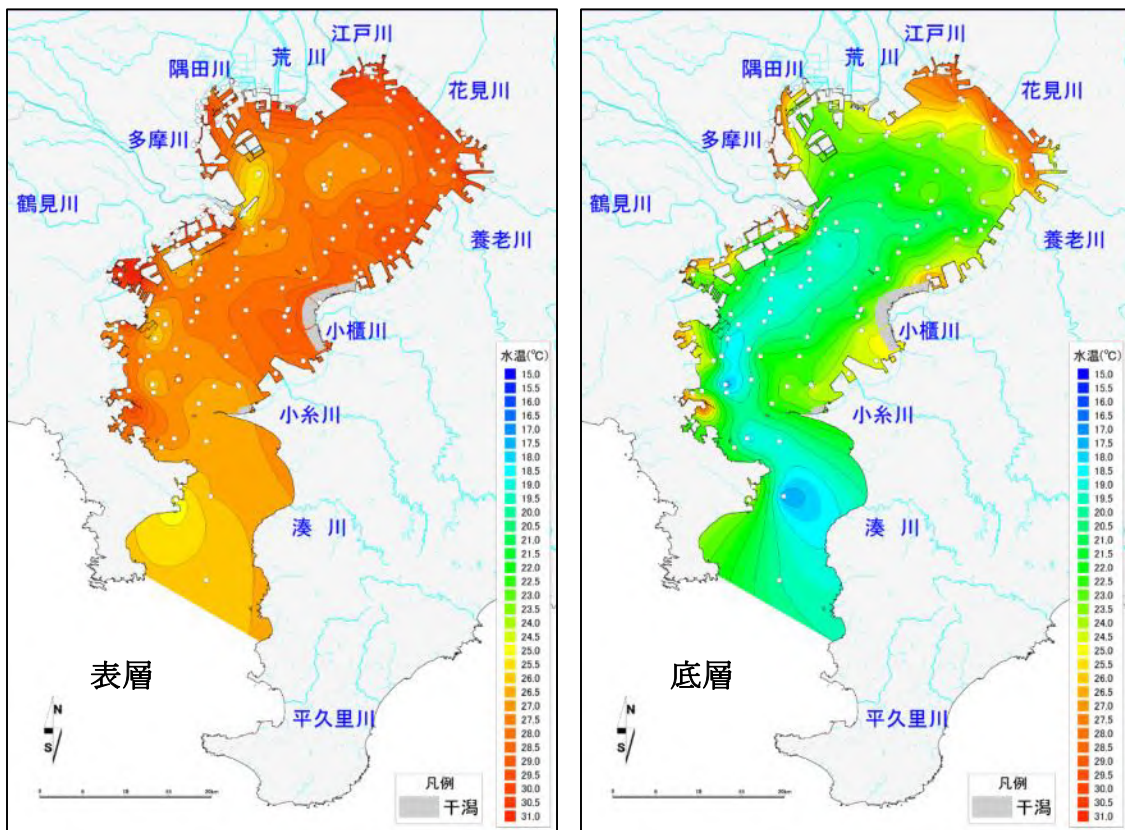 江戸川
荒 川
隅田川
花見川
多摩川
鶴見川
養老川
小櫃川
水温(℃)
15.0
15.5
16.0
16.5
17.0
17.5
18.0
18.5
19.0
19.5
20.0
20.5
21.0
21.5
22.0
22.5
23.0
23.5
24.0
24.5
25.0
25.5
26.0
26.5
27.0
27.5
28.0
28.5
29.0
29.5
30.0
30.5
31.0
小糸川
湊 川
表層
平久里川
N
S
0 5 10 15 20km
凡例
干潟
江戸川
荒 川
隅田川
花見川
多摩川
鶴見川
養老川
小櫃川
水温(℃)
15.0
15.5
16.0
16.5
17.0
17.5
18.0
18.5
19.0
19.5
20.0
20.5
21.0
21.5
22.0
22.5
23.0
23.5
24.0
24.5
25.0
25.5
26.0
26.5
27.0
27.5
28.0
28.5
29.0
29.5
30.0
30.5
31.0
小糸川
湊 川
底層
平久里川
N
S
0 5 10 15 20km
凡例
干潟